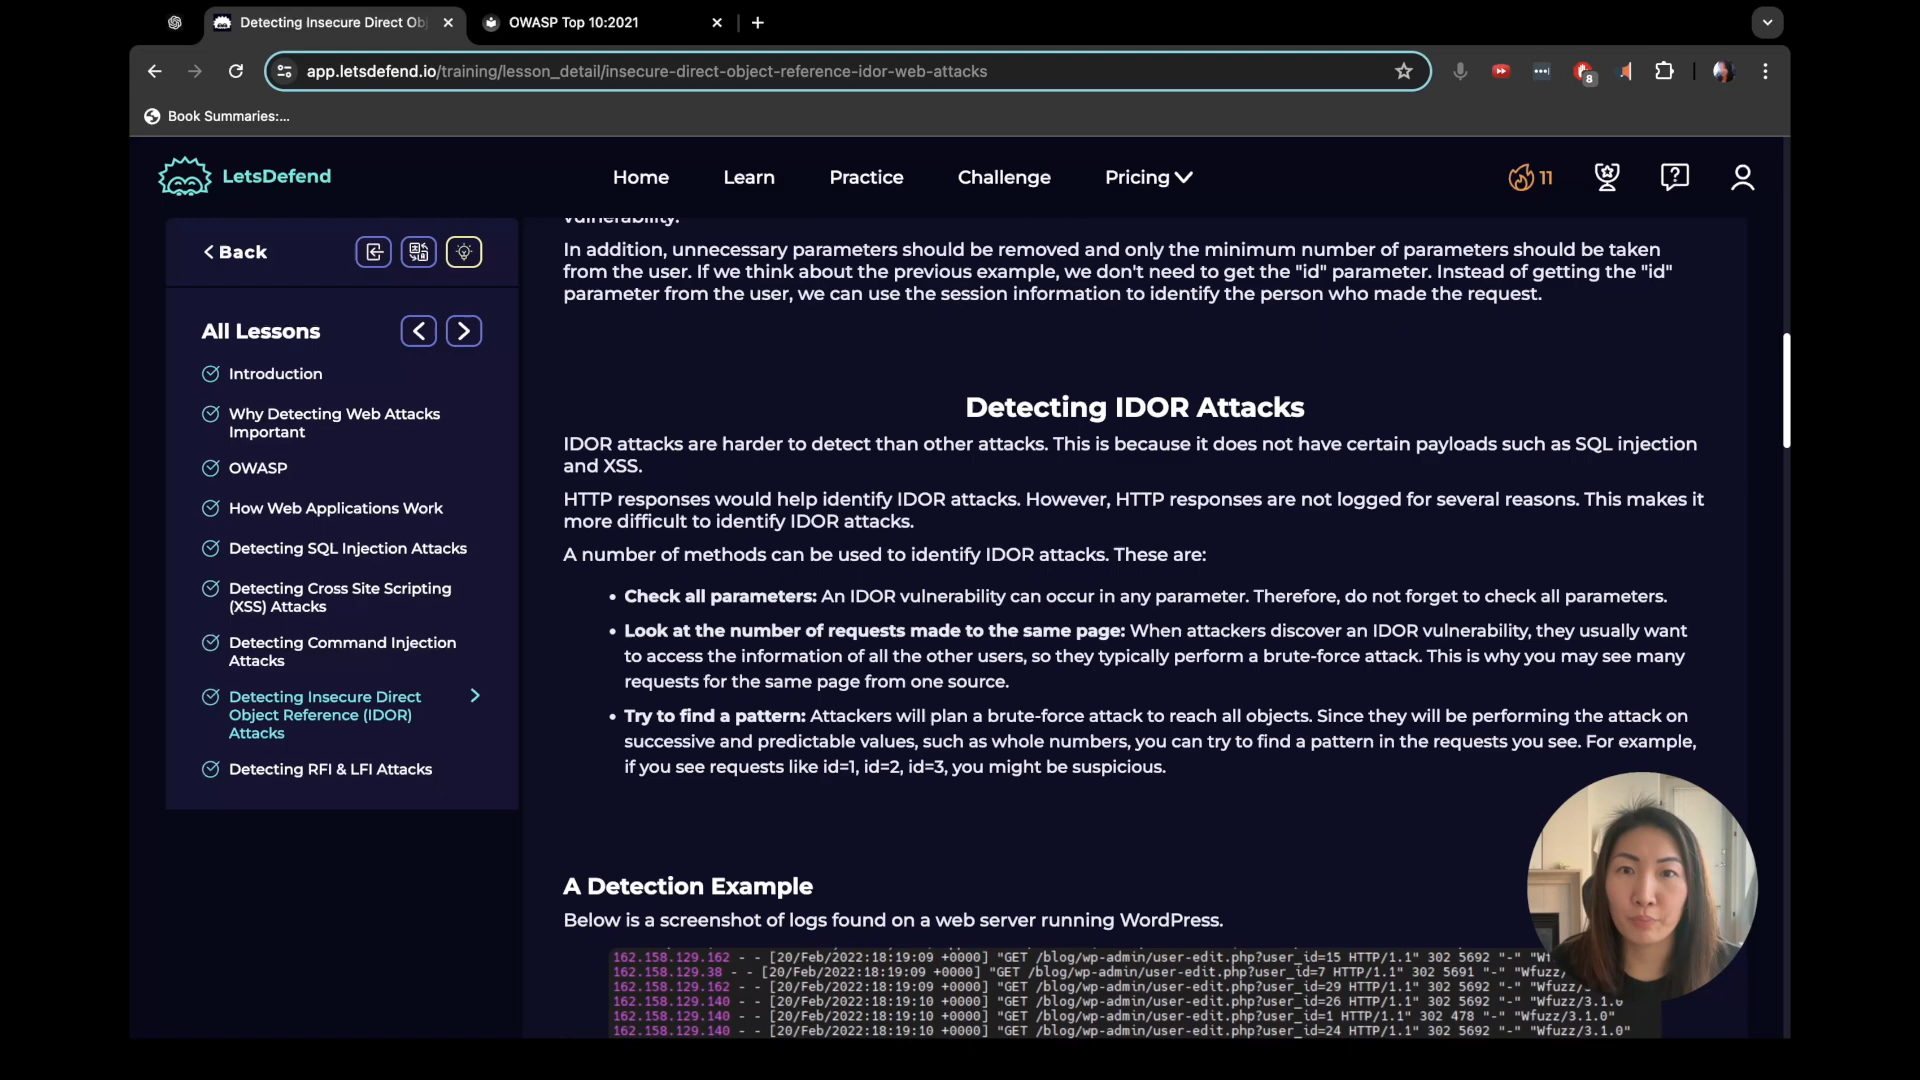 Detecting Insecure Direct Ob
OWASP Top 10:2021
app.letsdefend.io/training/lesson_detail/insecure-direct-object-reference-idor-web-attacks
8
Book Summaries:...
LetsDefend
Home
Learn
Practice
Challenge
Pricing
11
Back
All Lessons
Introduction
Why Detecting Web Attacks
Important
OWASP
How Web Applications Work
Detecting SQL Injection Attacks
Detecting Cross Site Scripting
(XSS) Attacks
Detecting Command Injection
Attacks
Detecting Insecure Direct
Object Reference (IDOR)
Attacks
Detecting RFI & LFI Attacks
vulnerability.
In addition, unnecessary parameters should be removed and only the minimum number of parameters should be taken
from the user. If we think about the previous example, we don't need to get the "id" parameter. Instead of getting the "id"
parameter from the user, we can use the session information to identify the person who made the request.
Detecting IDOR Attacks
IDOR attacks are harder to detect than other attacks. This is because it does not have certain payloads such as SQL injection
and XSS.
HTTP responses would help identify IDOR attacks. However, HTTP responses are not logged for several reasons. This makes it
more difficult to identify IDOR attacks.
A number of methods can be used to identify IDOR attacks. These are:
• Check all parameters: An IDOR vulnerability can occur in any parameter. Therefore, do not forget to check all parameters.
• Look at the number of requests made to the same page: When attackers discover an IDOR vulnerability, they usually want
to access the information of all the other users, so they typically perform a brute-force attack. This is why you may see many
requests for the same page from one source.
• Try to find a pattern: Attackers will plan a brute-force attack to reach all objects. Since they will be performing the attack on
successive and predictable values, such as whole numbers, you can try to find a pattern in the requests you see. For example,
if you see requests like id=1, id=2, id=3, you might be suspicious.
A Detection Example
Below is a screenshot of logs found on a web server running WordPress.
162.158.129.162 - - [20/Feb/2022:18:19:09 +0000] "GET /blog/wp-admin/user-edit.php?user_id=15 HTTP/1.1" 302 5692 "-" "Wf
162.158.129.38 - - [20/Feb/2022:18:19:09 +0000] "GET /blog/wp-admin/user-edit.php?user_id=7 HTTP/1.1" 302 5691 "-" "Wfuzz/
162.158.129.162 - - [20/Feb/2022:18:19:09 +0000] "GET /blog/wp-admin/user-edit.php?user_id=29 HTTP/1.1" 302 5692 "-" "Wfuzz/3
162.158.129.140 - - [20/Feb/2022:18:19:10 +0000] "GET /blog/wp-admin/user-edit.php?user_id=26 HTTP/1.1" 302 5692 "-" "Wfuzz/3.1.0
162.158.129.140 - - [20/Feb/2022:18:19:10 +0000] "GET /blog/wp-admin/user-edit.php?user_id=1 HTTP/1.1" 302 478 "-" "Wfuzz/3.1.0"
162.158.129.140 - - [20/Feb/2022:18:19:10 +0000] "GET /blog/wp-admin/user-edit.php?user_id=24 HTTP/1.1" 302 5692 "-" "Wfuzz/3.1.0"